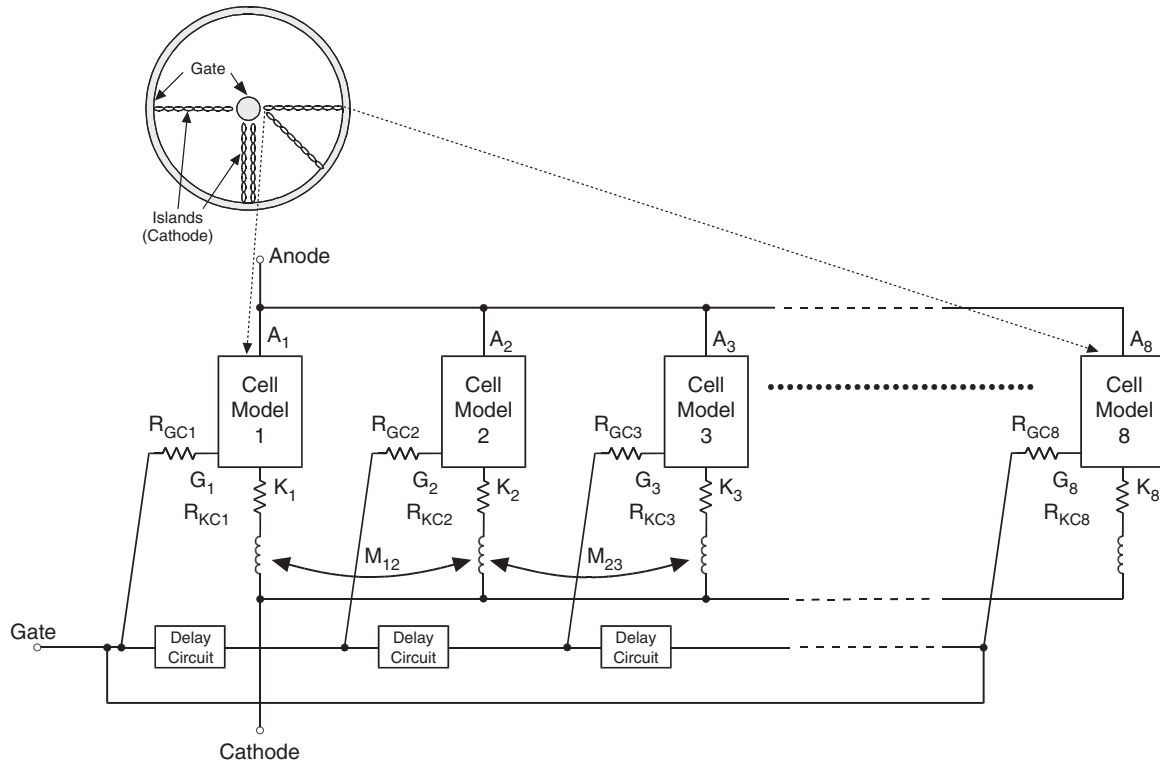 Gate
Islands
(Cathode)
Anode
A1
A2
A3
A8
Cell
Model
1
Cell
Model
2
Cell
Model
3
Cell
Model
8
RGC1
RGC2
RGC3
RGC8
G1
K1
G2
K2
G3
K3
G8
K8
RKC1
RKC2
RKC3
RKC8
M12
M23
Gate
Delay
Circuit
Delay
Circuit
Delay
Circuit
Cathode